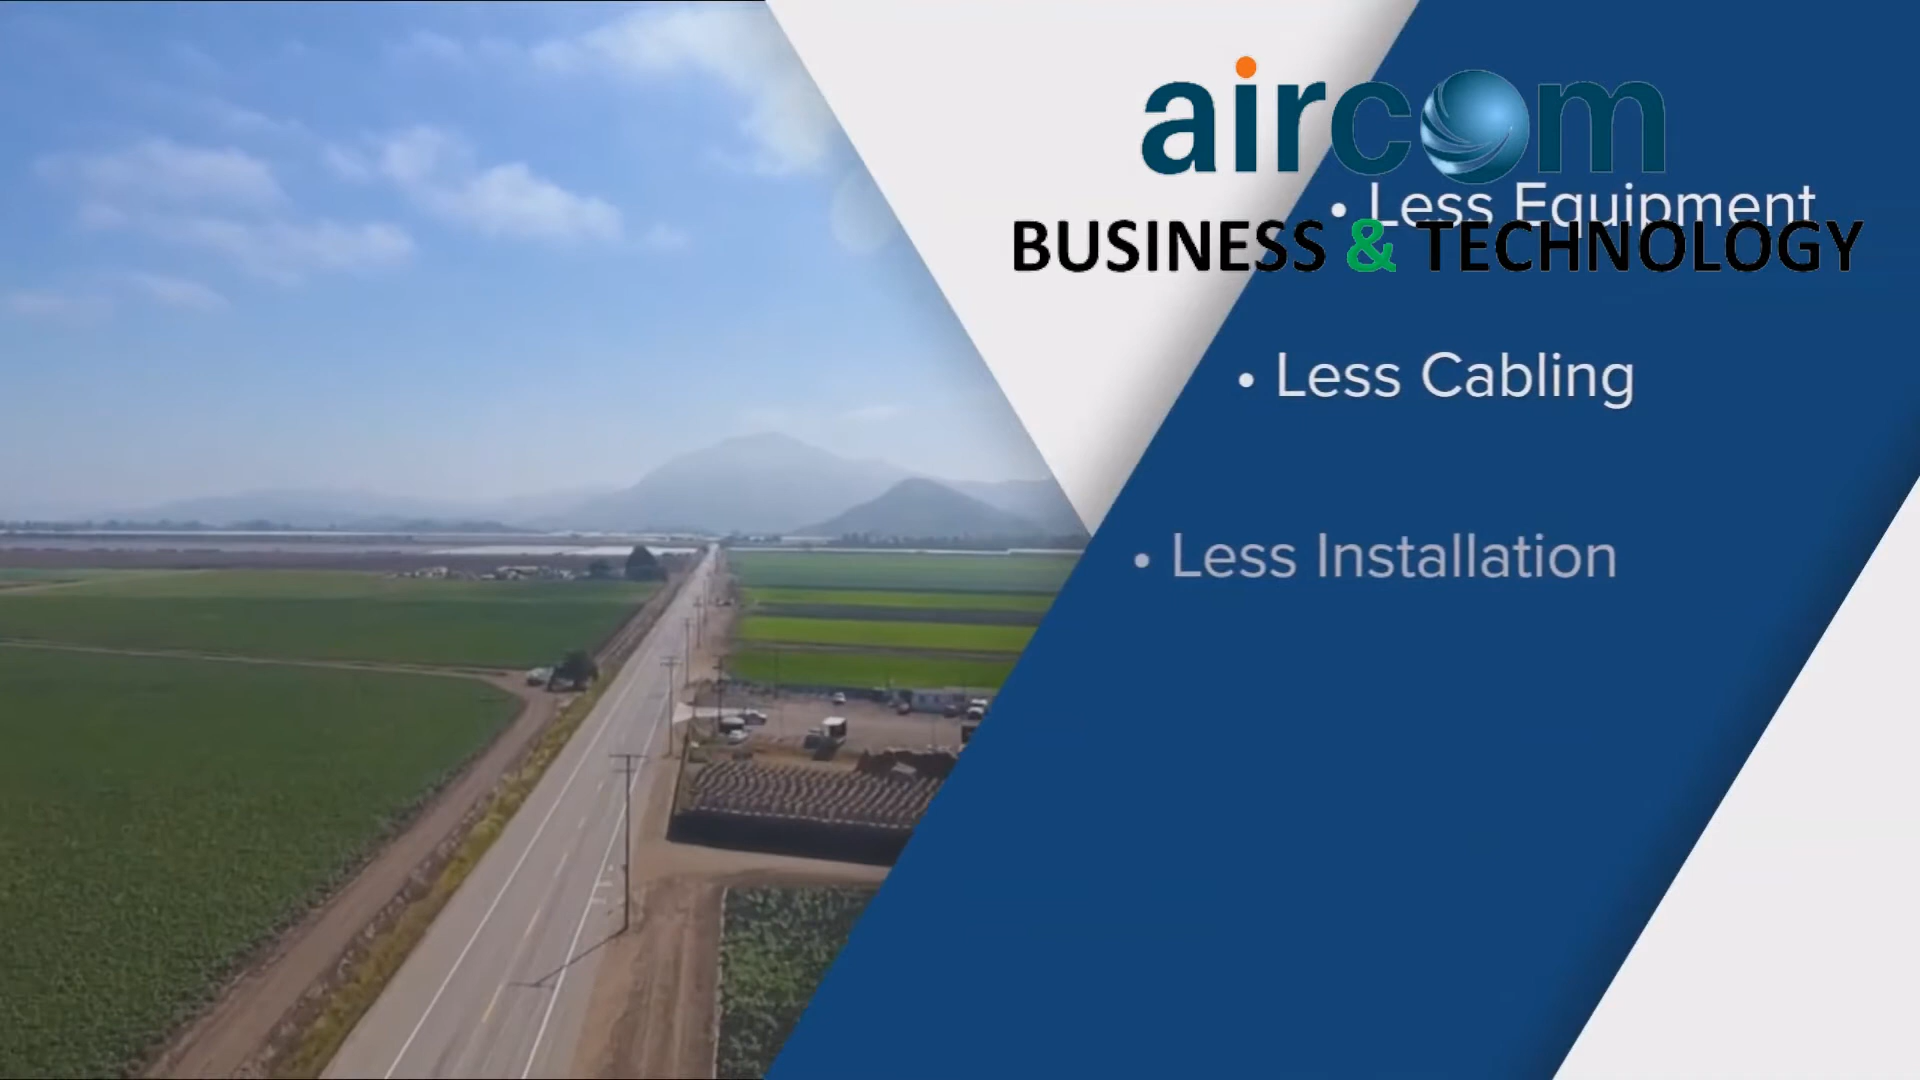 aircom
• Less Equipment
BUSINESS & TECHNOLOGY
• Less Cabling
• Less Installation